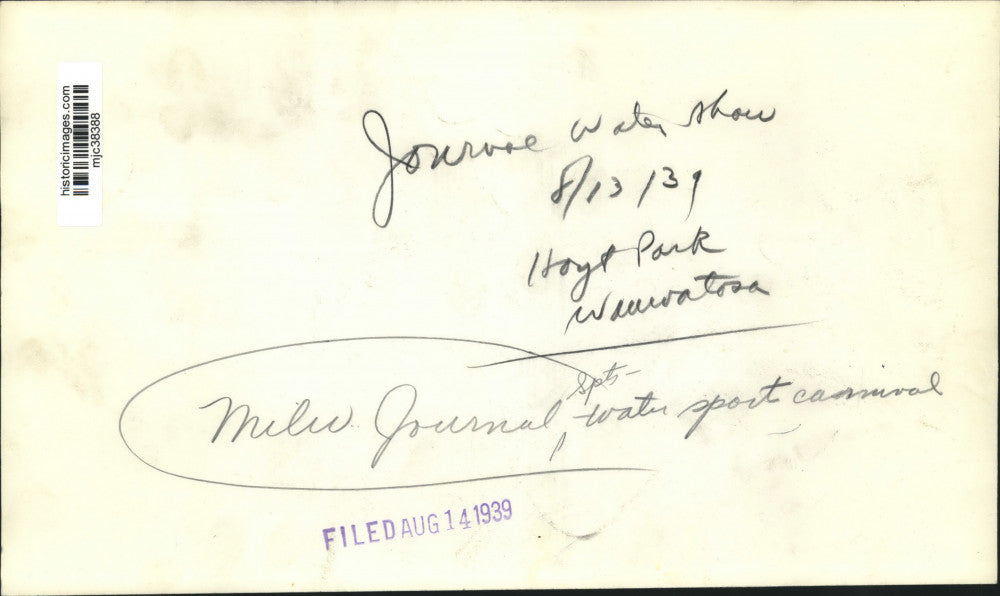 historicimages.com
mjc38388
Journal Water Show
8/13/39
Hoyt Park
Wauwatosa
Spts-
Milw. Journal, water sports carnival
FILED AUG 14 1939